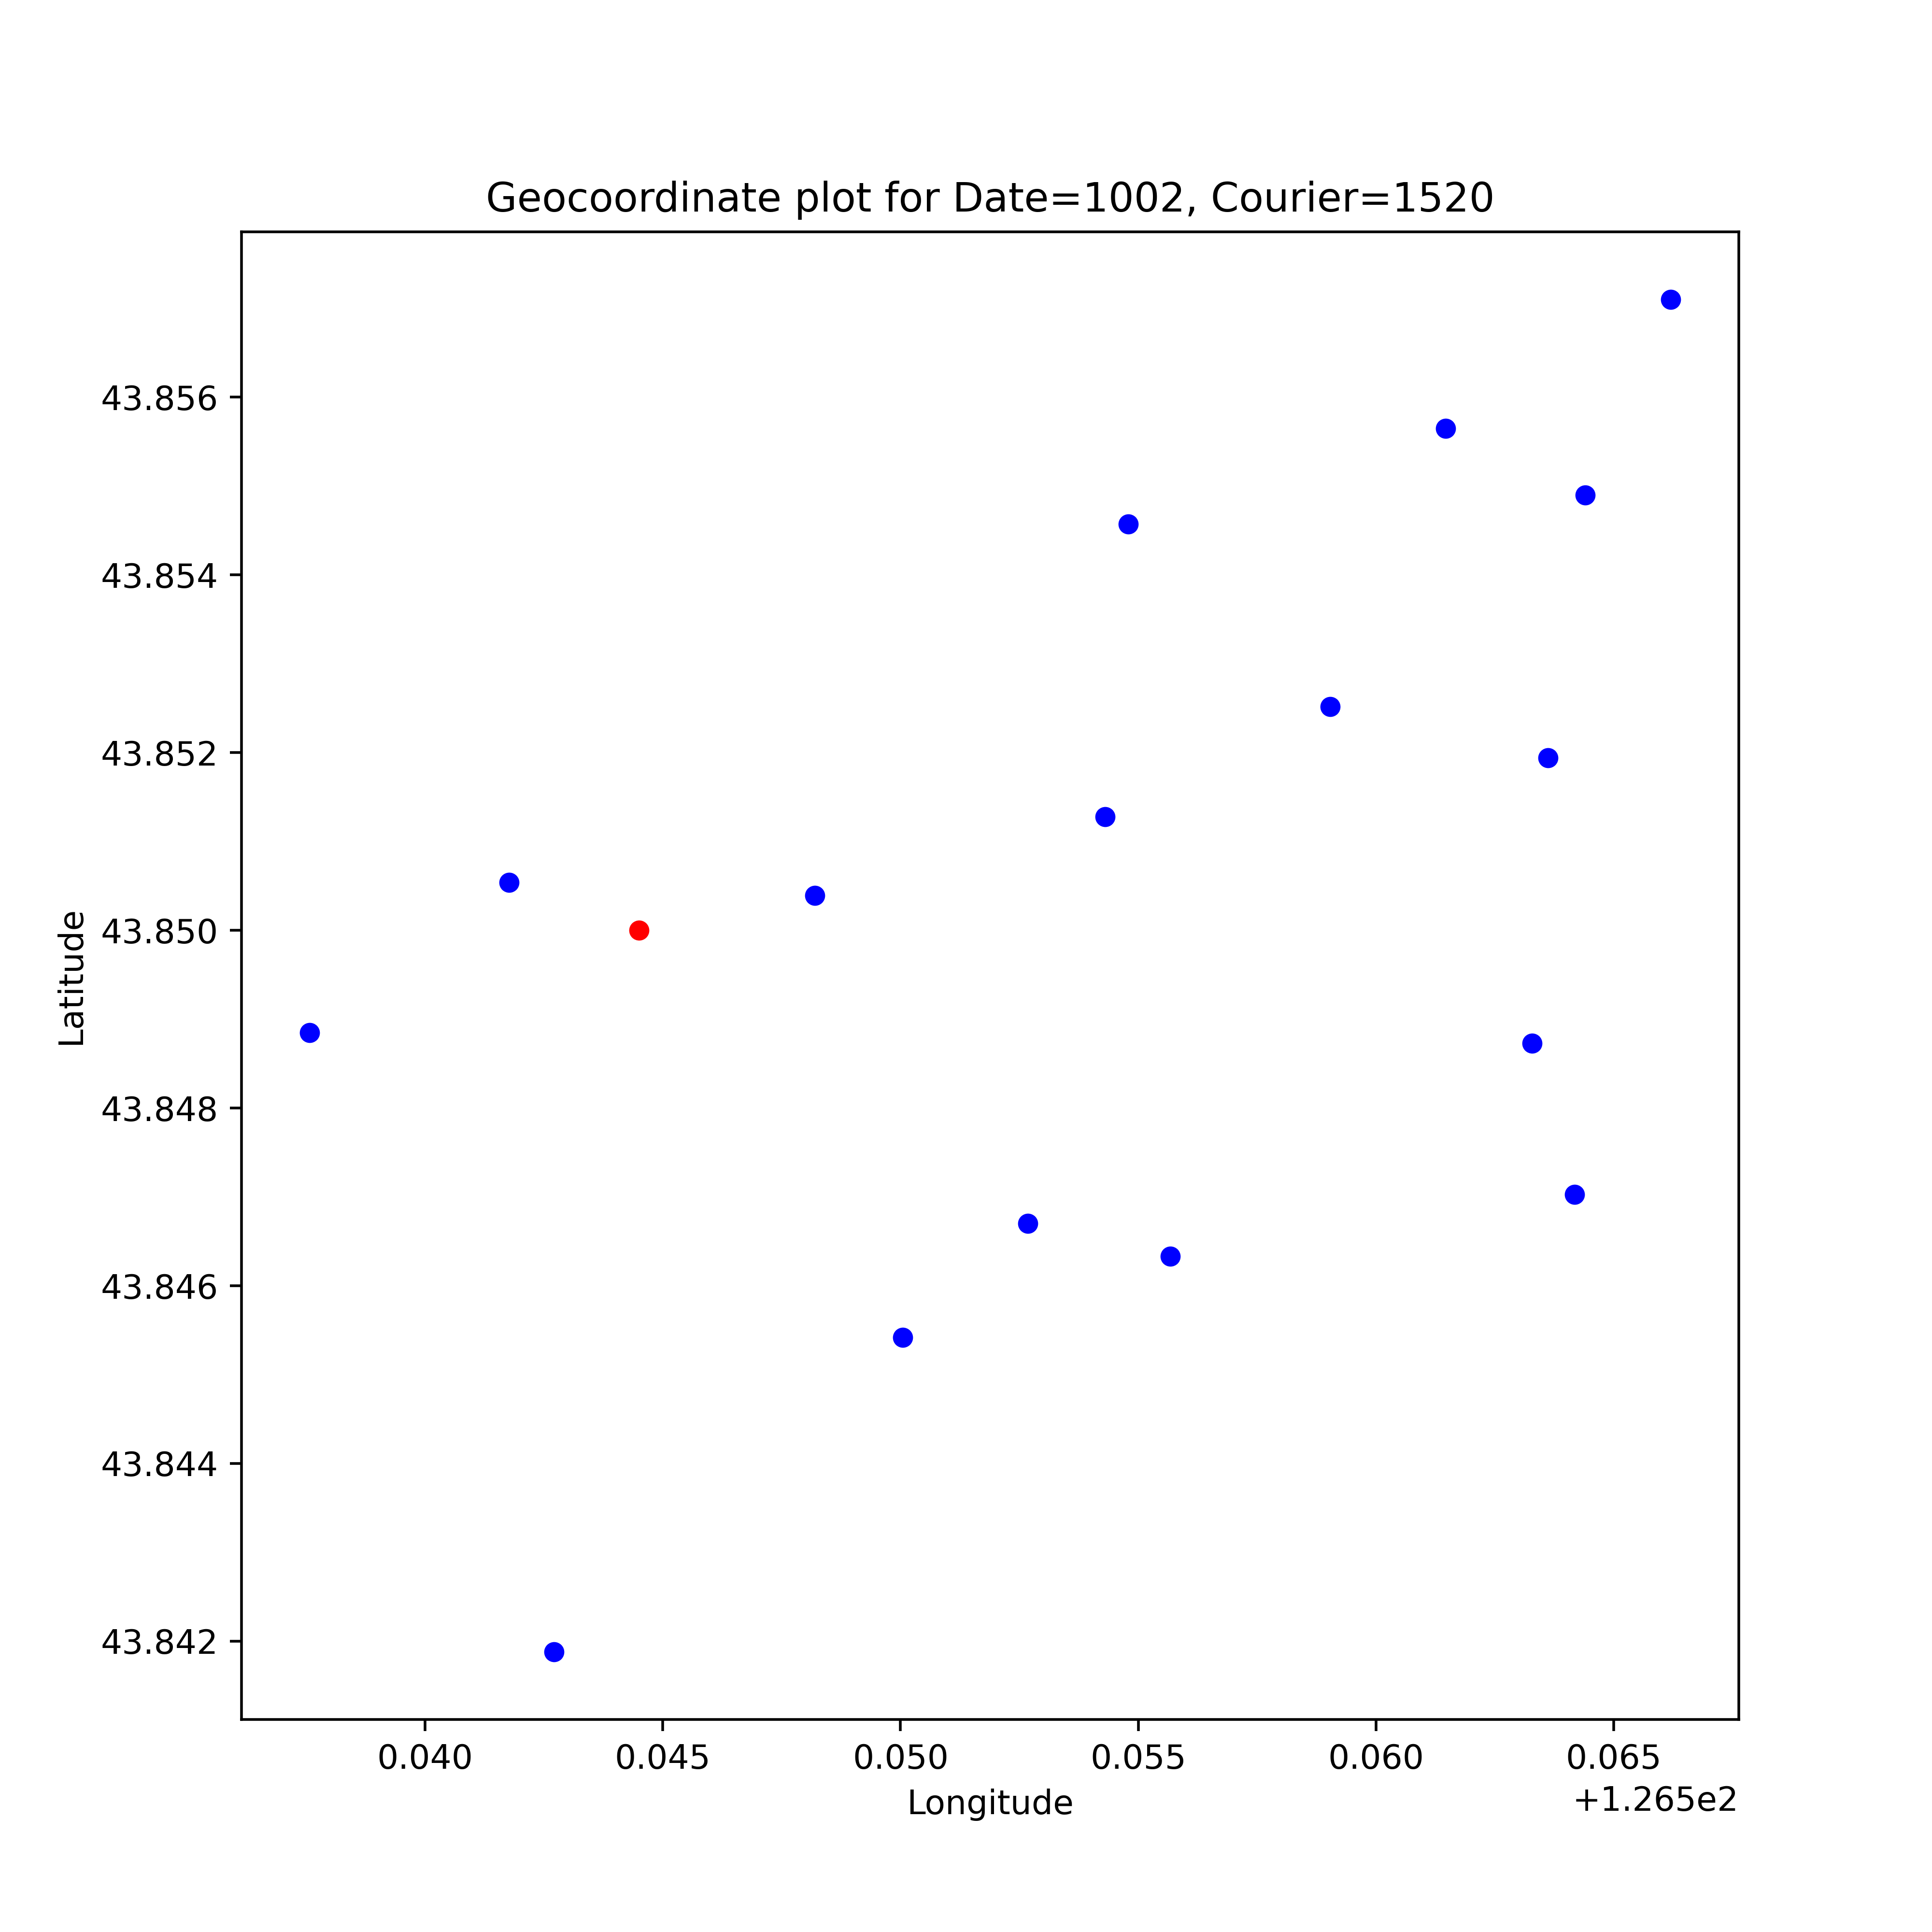 Geocoordinate plot for Date=1002, Courier=1520
43.856
43.854
43.852
43.850
43.848
43.846
43.844
43.842
Latitude
0.040 0.045 0.050 0.055 0.060 0.065
+1.265e2
Longitude